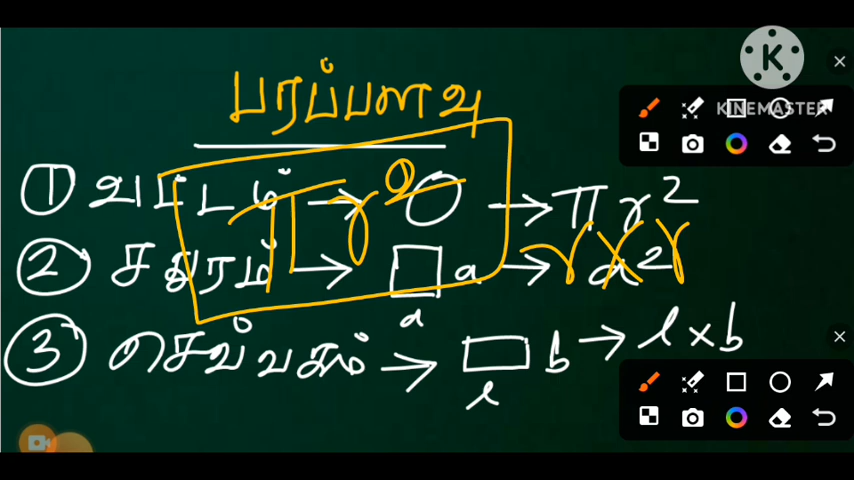 பரப்பளவு
① வட்டம் → → πr²
πr²
② சதுரம் → a → a²
r x r
a
③ செவ்வகம் → b → l x b
l
K KINEMASTER